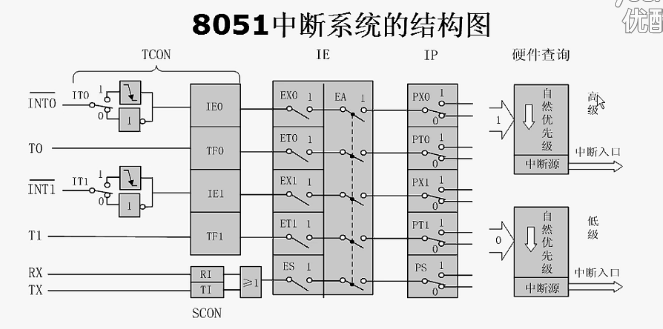 8051中断系统的结构图
TCON IE IP 硬件查询
INT0 IT0 1 0 1 IE0 EX0 1 EA 1 PX0 1 0
T0 TF0 ET0 1 PT0 1 0
INT1 IT1 1 0 1 IE1 EX1 1 PX1 1 0
T1 TF1 ET1 1 PT1 1 0
RX RI ≥1 ES 1 PS 1 0
TX TI
SCON
1 自然优先级 高级
中断源 中断入口
0 自然优先级 低级
中断源 中断入口
优酷